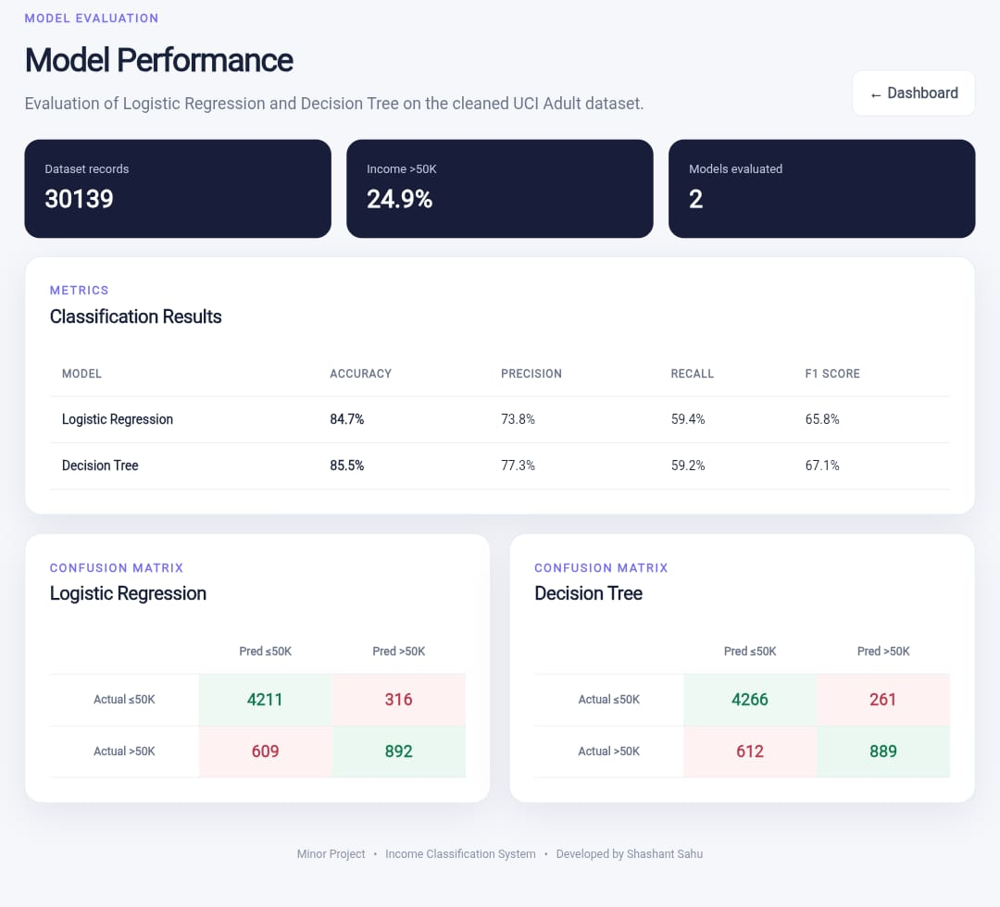 MODEL EVALUATION
Model Performance
Evaluation of Logistic Regression and Decision Tree on the cleaned UCI Adult dataset.
← Dashboard
Dataset records
30139
Income >50K
24.9%
Models evaluated
2
METRICS
Classification Results
MODEL ACCURACY PRECISION RECALL F1 SCORE
Logistic Regression 84.7% 73.8% 59.4% 65.8%
Decision Tree 85.5% 77.3% 59.2% 67.1%
CONFUSION MATRIX
Logistic Regression
Pred ≤50K Pred >50K
Actual ≤50K 4211 316
Actual >50K 609 892
CONFUSION MATRIX
Decision Tree
Pred ≤50K Pred >50K
Actual ≤50K 4266 261
Actual >50K 612 889
Minor Project • Income Classification System • Developed by Shashant Sahu